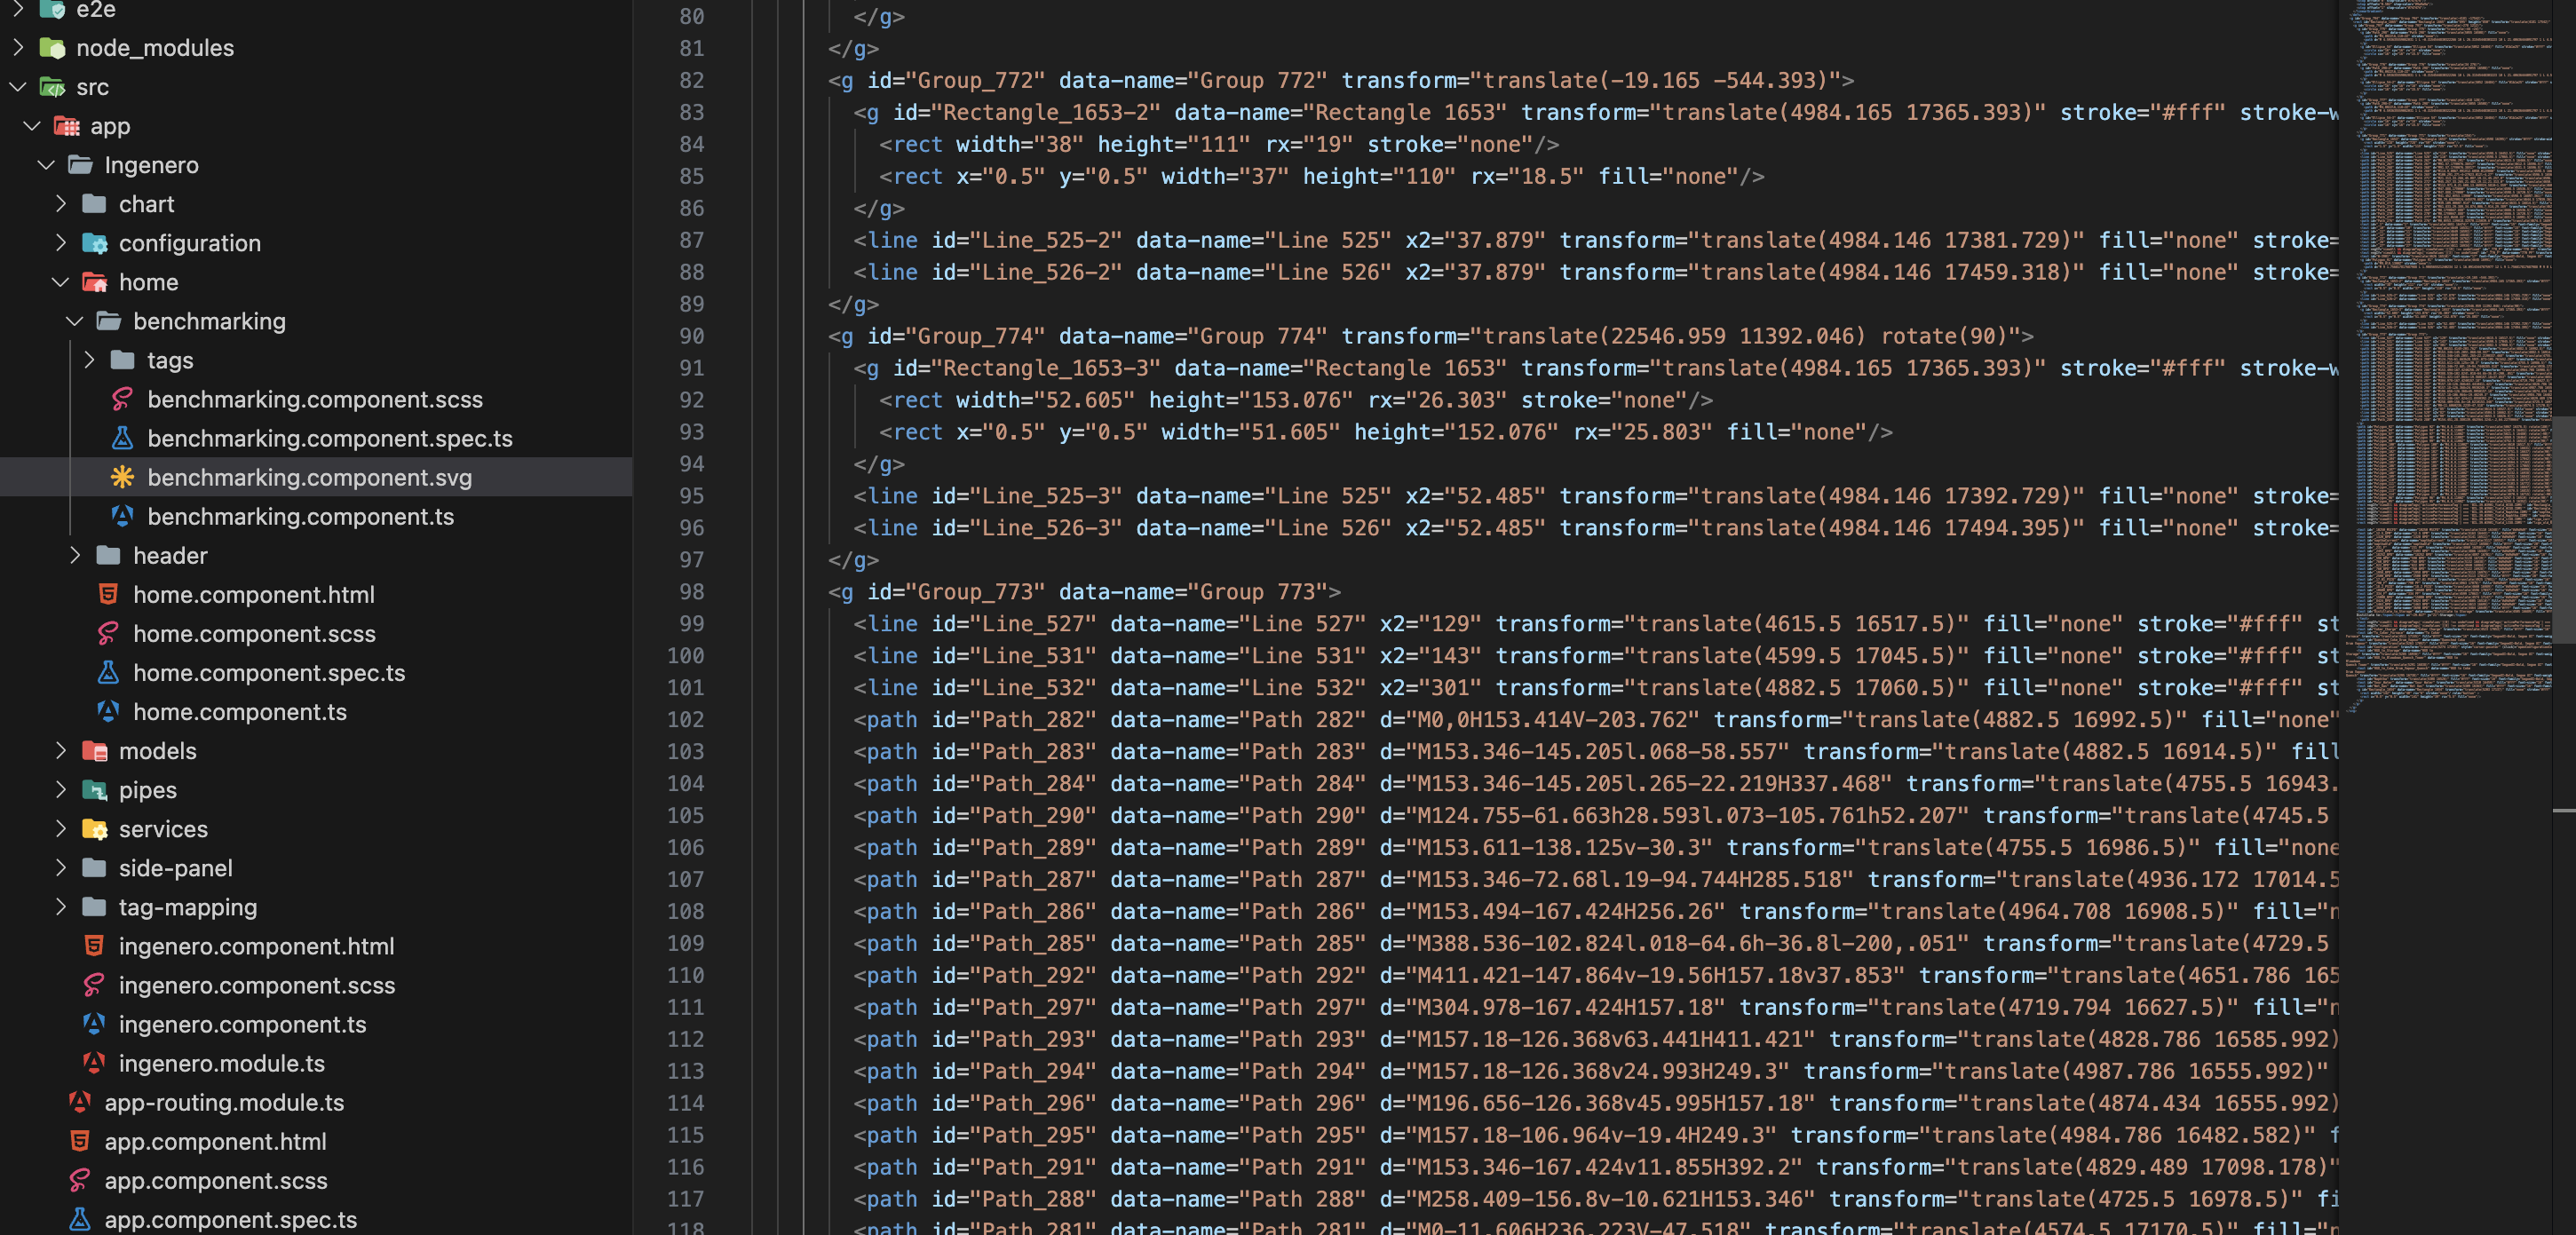 e2e
node_modules
src
app
Ingenero
chart
configuration
home
benchmarking
tags
benchmarking.component.scss
benchmarking.component.spec.ts
benchmarking.component.svg
benchmarking.component.ts
header
home.component.html
home.component.scss
home.component.spec.ts
home.component.ts
models
pipes
services
side-panel
tag-mapping
ingenero.component.html
ingenero.component.scss
ingenero.component.ts
ingenero.module.ts
app-routing.module.ts
app.component.html
app.component.scss
app.component.spec.ts
80 </g>
81 </g>
82 <g id="Group_772" data-name="Group 772" transform="translate(-19.165 -544.393)">
83 <g id="Rectangle_1653-2" data-name="Rectangle 1653" transform="translate(4984.165 17365.393)" stroke="#fff" stroke-w
84 <rect width="38" height="111" rx="19" stroke="none"/>
85 <rect x="0.5" y="0.5" width="37" height="110" rx="18.5" fill="none"/>
86 </g>
87 <line id="Line_525-2" data-name="Line 525" x2="37.879" transform="translate(4984.146 17381.729)" fill="none" stroke=
88 <line id="Line_526-2" data-name="Line 526" x2="37.879" transform="translate(4984.146 17459.318)" fill="none" stroke=
89 </g>
90 <g id="Group_774" data-name="Group 774" transform="translate(22546.959 11392.046) rotate(90)">
91 <g id="Rectangle_1653-3" data-name="Rectangle 1653" transform="translate(4984.165 17365.393)" stroke="#fff" stroke-w
92 <rect width="52.605" height="153.076" rx="26.303" stroke="none"/>
93 <rect x="0.5" y="0.5" width="51.605" height="152.076" rx="25.803" fill="none"/>
94 </g>
95 <line id="Line_525-3" data-name="Line 525" x2="52.485" transform="translate(4984.146 17392.729)" fill="none" stroke=
96 <line id="Line_526-3" data-name="Line 526" x2="52.485" transform="translate(4984.146 17494.395)" fill="none" stroke=
97 </g>
98 <g id="Group_773" data-name="Group 773">
99 <line id="Line_527" data-name="Line 527" x2="129" transform="translate(4615.5 16517.5)" fill="none" stroke="#fff" st
100 <line id="Line_531" data-name="Line 531" x2="143" transform="translate(4599.5 17045.5)" fill="none" stroke="#fff" st
101 <line id="Line_532" data-name="Line 532" x2="301" transform="translate(4882.5 17060.5)" fill="none" stroke="#fff" st
102 <path id="Path_282" data-name="Path 282" d="M0,0H153.414V-203.762" transform="translate(4882.5 16992.5)" fill="none"
103 <path id="Path_283" data-name="Path 283" d="M153.346-145.205l.068-58.557" transform="translate(4882.5 16914.5)" fill
104 <path id="Path_284" data-name="Path 284" d="M153.346-145.205l.265-22.219H337.468" transform="translate(4755.5 16943.
105 <path id="Path_290" data-name="Path 290" d="M124.755-61.663h28.593l.073-105.761h52.207" transform="translate(4745.5
106 <path id="Path_289" data-name="Path 289" d="M153.611-138.125v-30.3" transform="translate(4755.5 16986.5)" fill="none
107 <path id="Path_287" data-name="Path 287" d="M153.346-72.68l.19-94.744H285.518" transform="translate(4936.172 17014.5
108 <path id="Path_286" data-name="Path 286" d="M153.494-167.424H256.26" transform="translate(4964.708 16908.5)" fill="n
109 <path id="Path_285" data-name="Path 285" d="M388.536-102.824l.018-64.6h-36.8l-200,.051" transform="translate(4729.5
110 <path id="Path_292" data-name="Path 292" d="M411.421-147.864v-19.56H157.18v37.853" transform="translate(4651.786 165
111 <path id="Path_297" data-name="Path 297" d="M304.978-167.424H157.18" transform="translate(4719.794 16627.5)" fill="n
112 <path id="Path_293" data-name="Path 293" d="M157.18-126.368v63.441H411.421" transform="translate(4828.786 16585.992)
113 <path id="Path_294" data-name="Path 294" d="M157.18-126.368v24.993H249.3" transform="translate(4987.786 16555.992)"
114 <path id="Path_296" data-name="Path 296" d="M196.656-126.368v45.995H157.18" transform="translate(4874.434 16555.992)
115 <path id="Path_295" data-name="Path 295" d="M157.18-106.964v-19.4H249.3" transform="translate(4984.786 16482.582)" f
116 <path id="Path_291" data-name="Path 291" d="M153.346-167.424v11.855H392.2" transform="translate(4829.489 17098.178)"
117 <path id="Path_288" data-name="Path 288" d="M258.409-156.8v-10.621H153.346" transform="translate(4725.5 16978.5)" fi
118 <path id="Path_281" data-name="Path 281" d="M0-11.606H236.223V-47.518" transform="translate(4574.5 17170.5)" fill="n